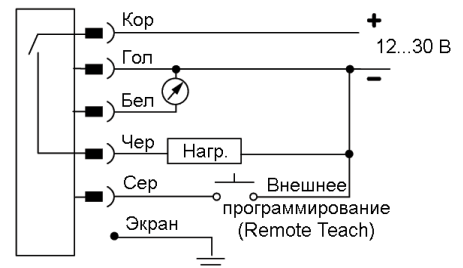 Кор
+
12...30 В
Гол
−
Бел
Чер
Нагр.
Сер
Внешнее
программирование
(Remote Teach)
Экран